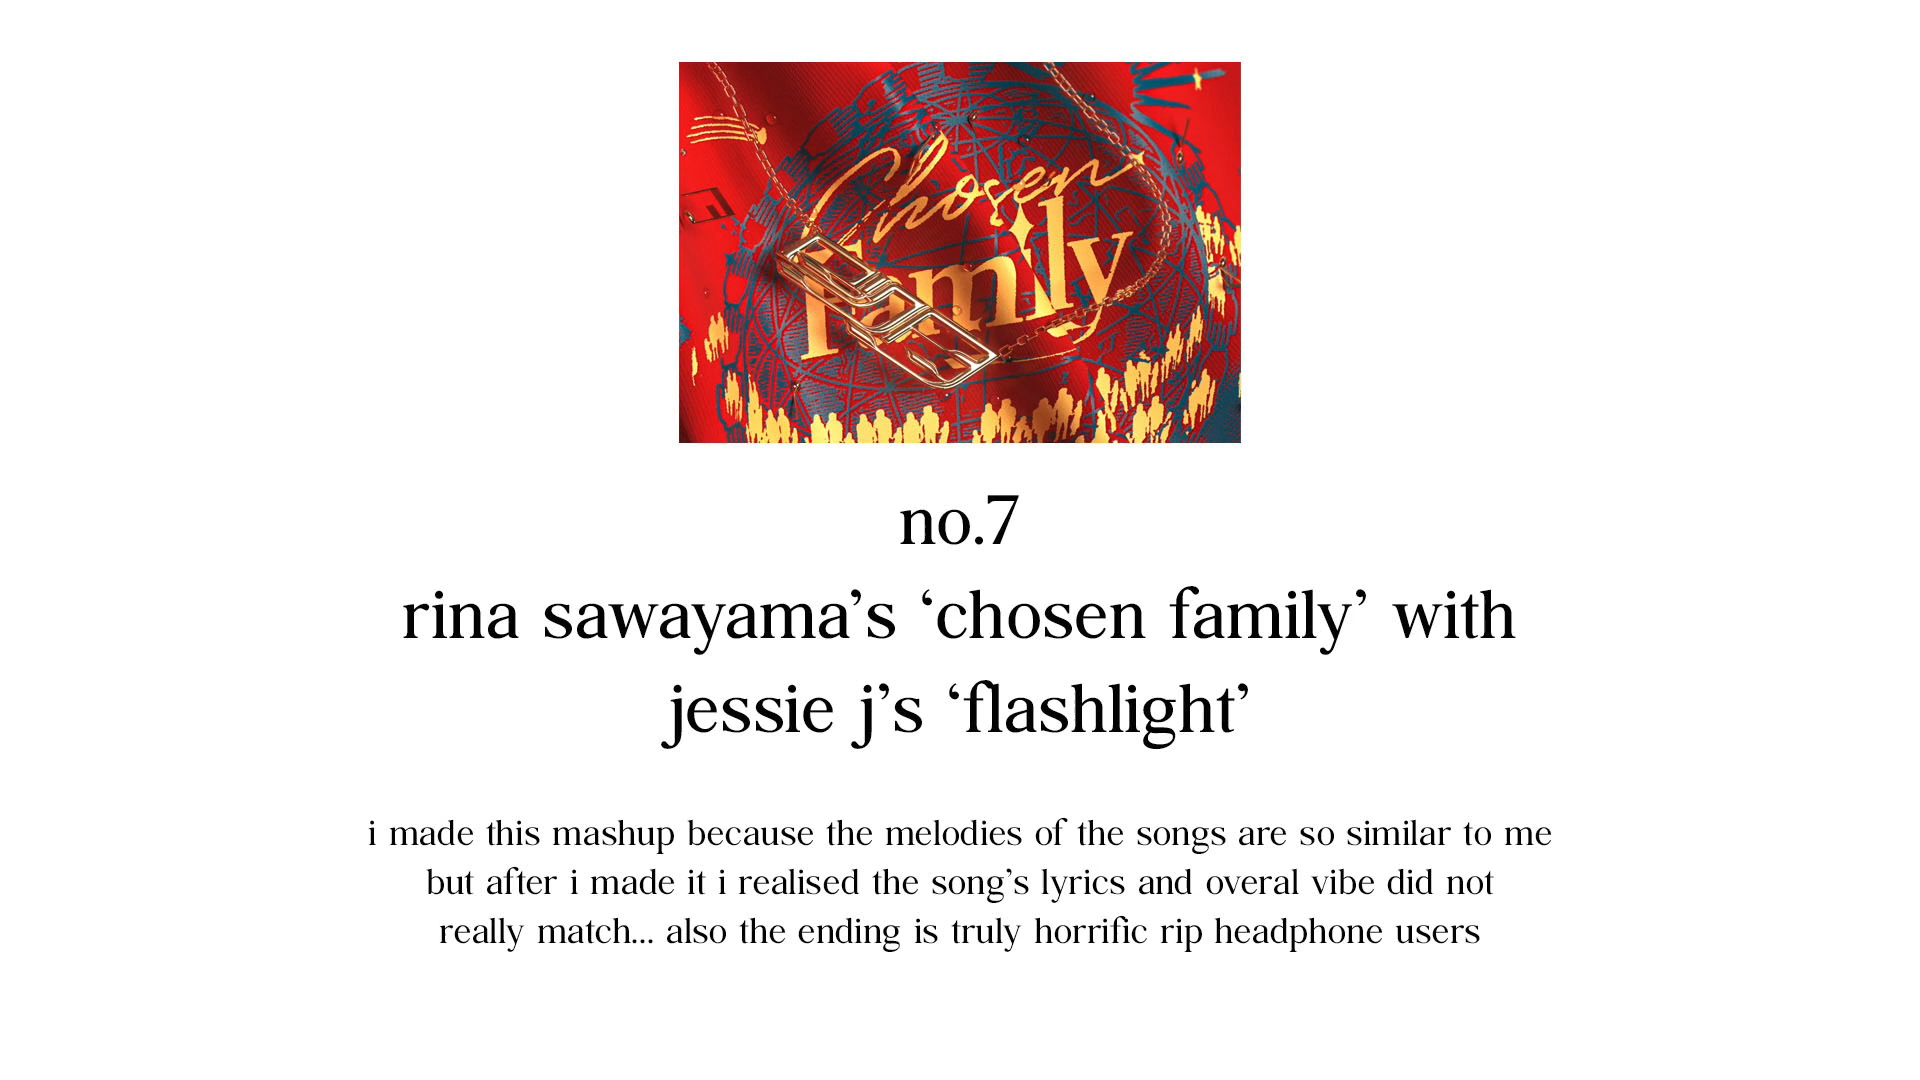 Chosen
Family
no.7
rina sawayama’s ‘chosen family’ with
jessie j’s ‘flashlight’
i made this mashup because the melodies of the songs are so similar to me
but after i made it i realised the song’s lyrics and overal vibe did not
really match... also the ending is truly horrific rip headphone users